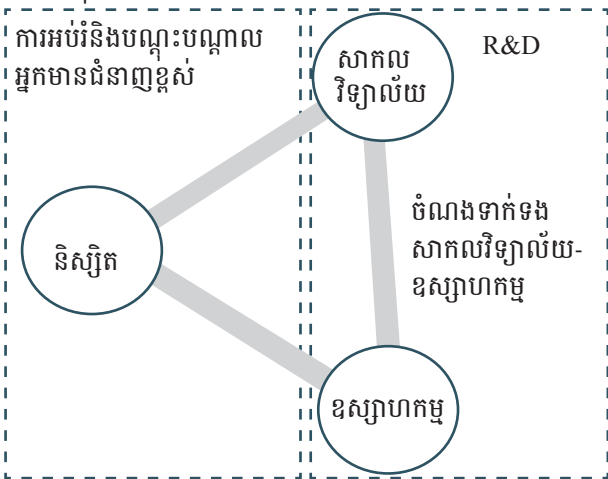 ការអប់រំនិងបណ្តុះបណ្តាល
អ្នកមានជំនាញខ្ពស់
សាកល
វិទ្យាល័យ
R&D
ចំណងទាក់ទង
សាកលវិទ្យាល័យ-
ឧស្សាហកម្ម
និស្សិត
ឧស្សាហកម្ម